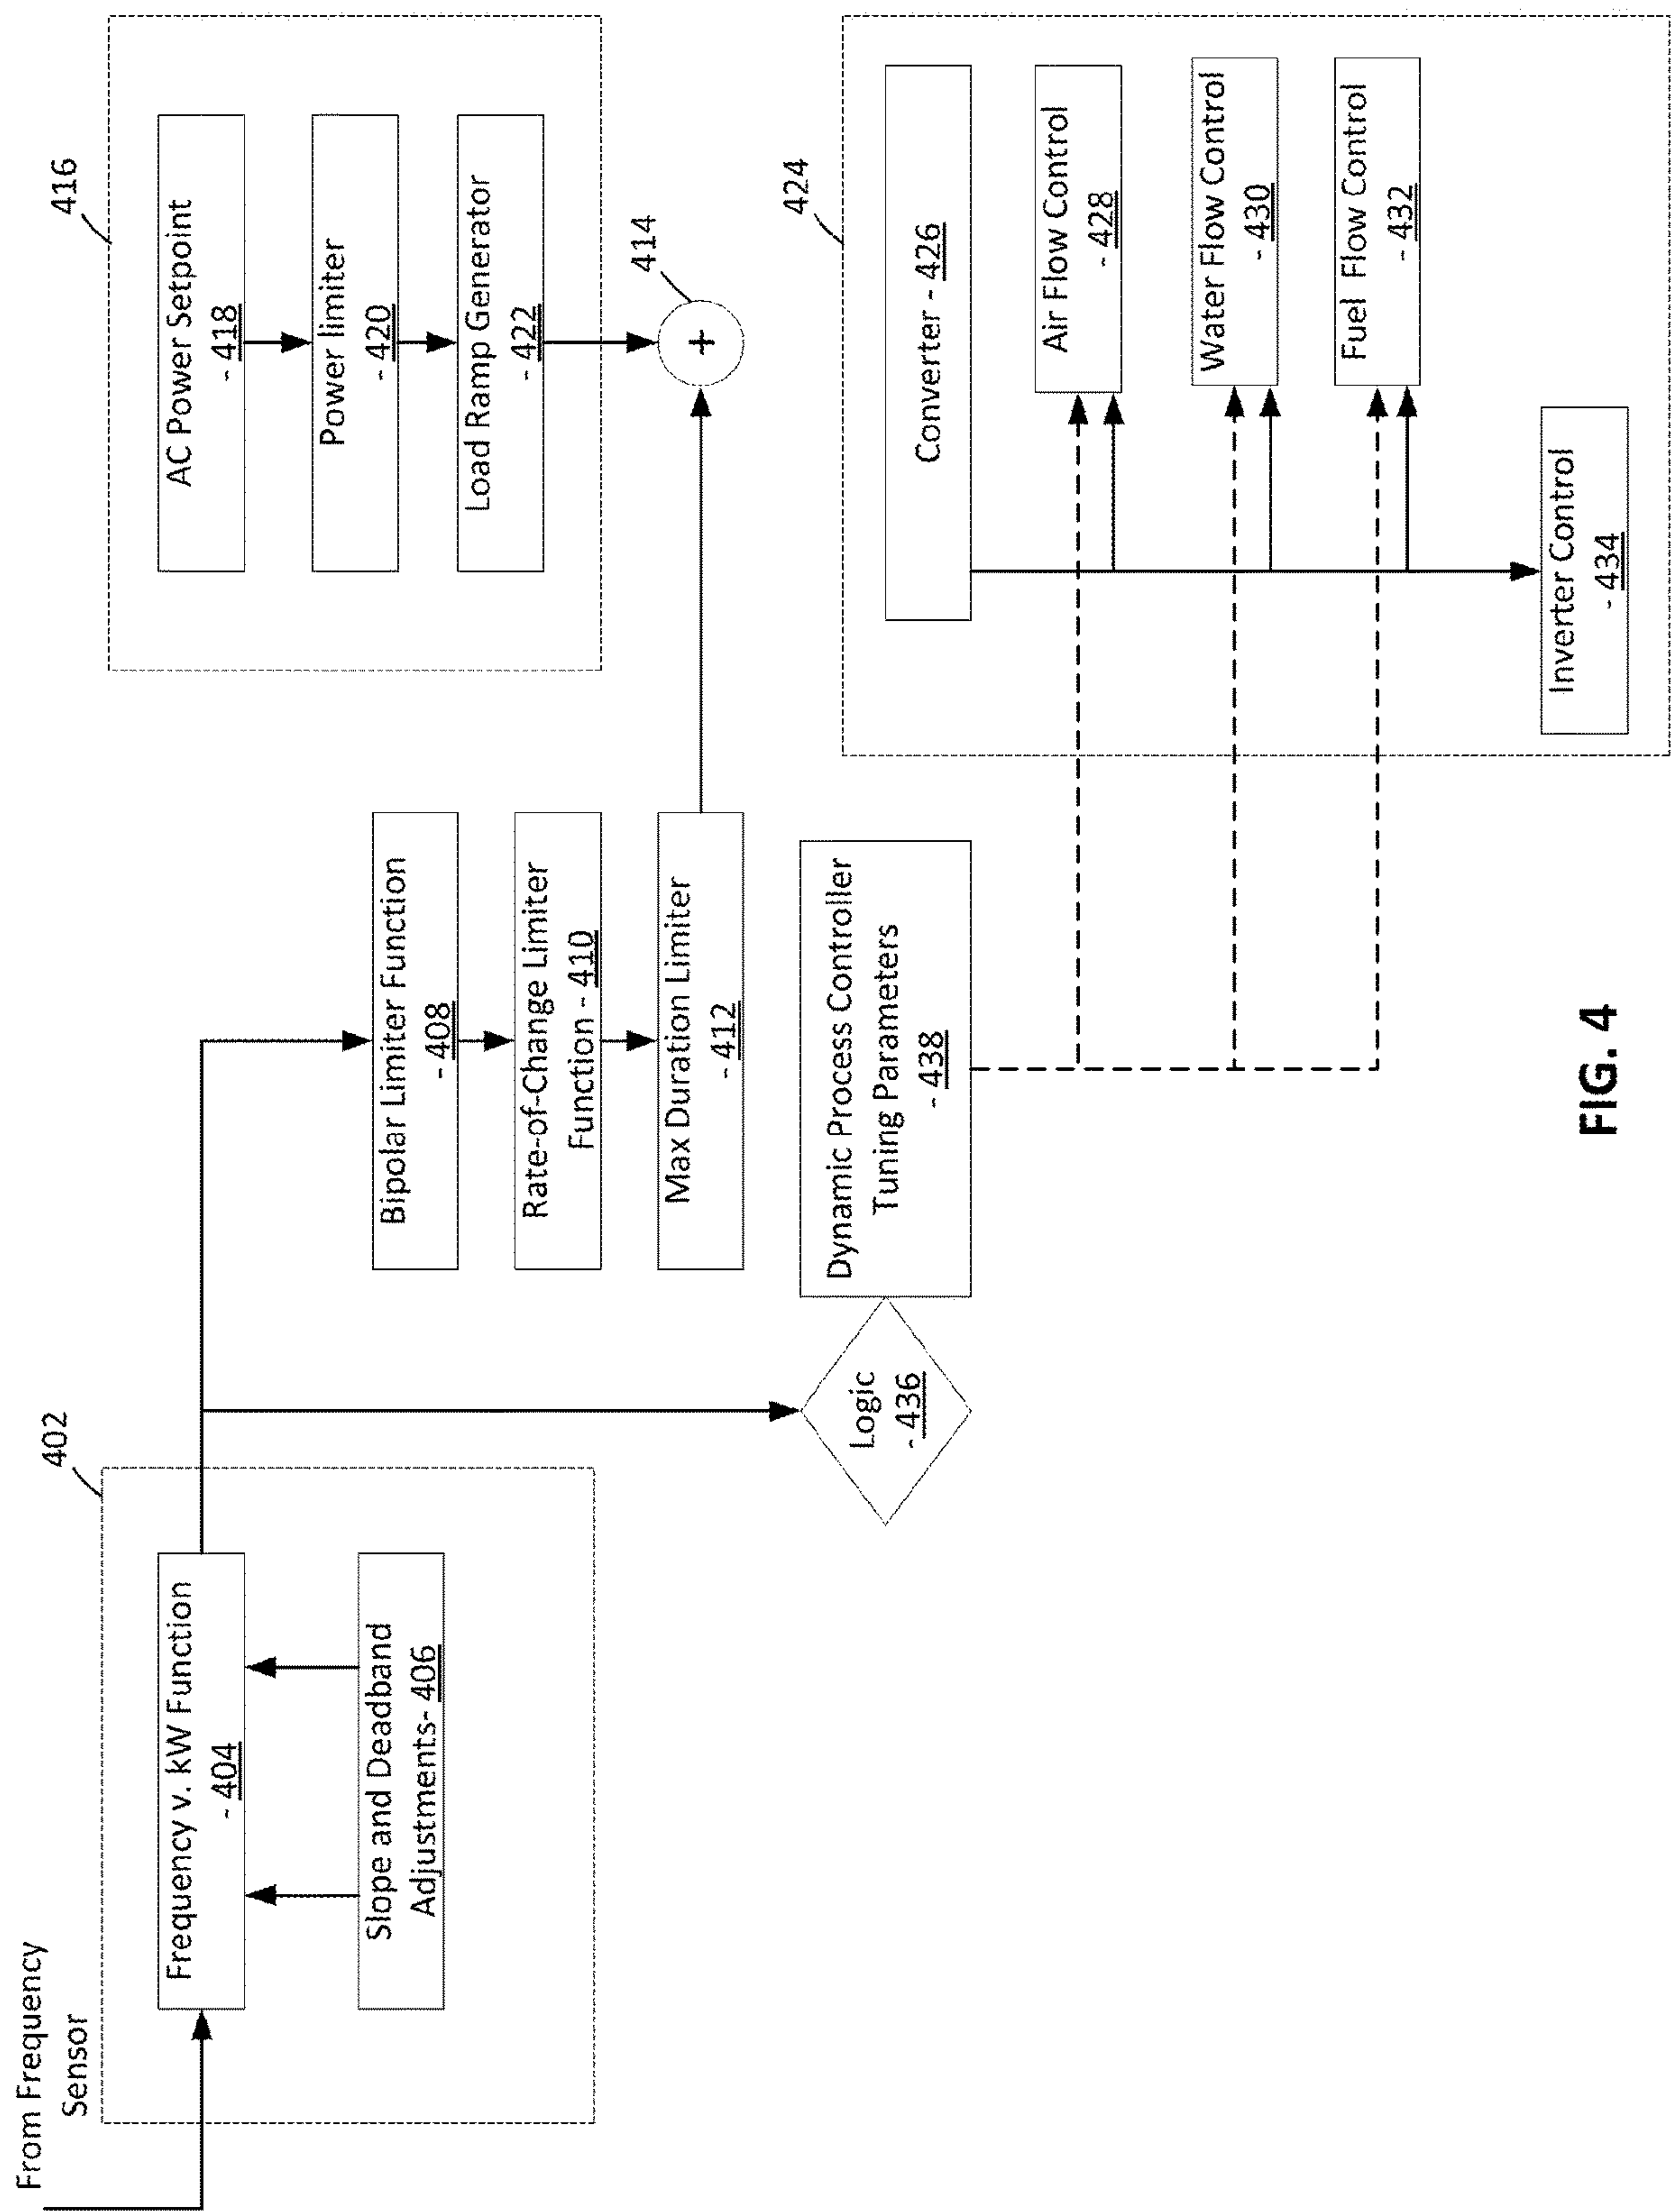 From Frequency
Sensor
402
Frequency v. kW Function
- 404
Slope and Deadband
Adjustments- 406
Bipolar Limiter Function
- 408
Rate-of-Change Limiter
Function - 410
Max Duration Limiter
- 412
Logic
- 436
Dynamic Process Controller
Tuning Parameters
- 438
416
AC Power Setpoint
- 418
Power limiter
- 420
Load Ramp Generator
- 422
414
+
424
Converter - 426
Air Flow Control
- 428
Water Flow Control
- 430
Fuel Flow Control
- 432
Inverter Control
- 434
FIG. 4